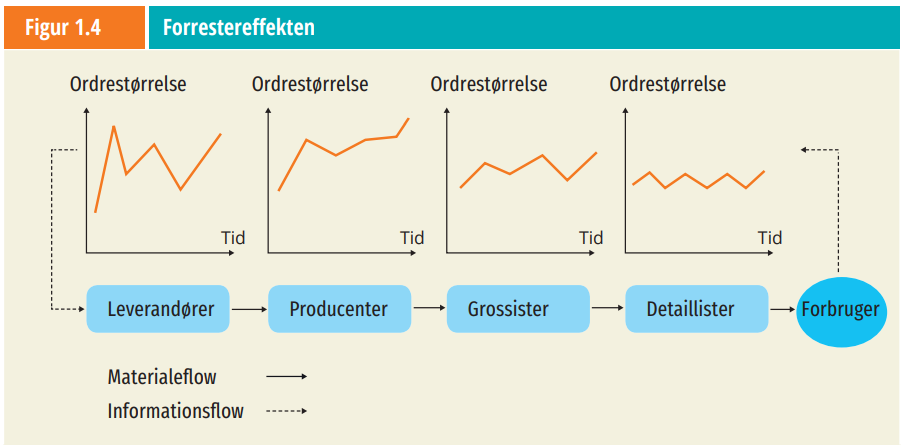 Figur 1.4
Forrestereffekten
Ordrestørrelse
Ordrestørrelse
Ordrestørrelse
Ordrestørrelse
Tid
Tid
Tid
Tid
Leverandører
Producenter
Grossister
Detaillister
Forbruger
Materialeflow
Informationsflow